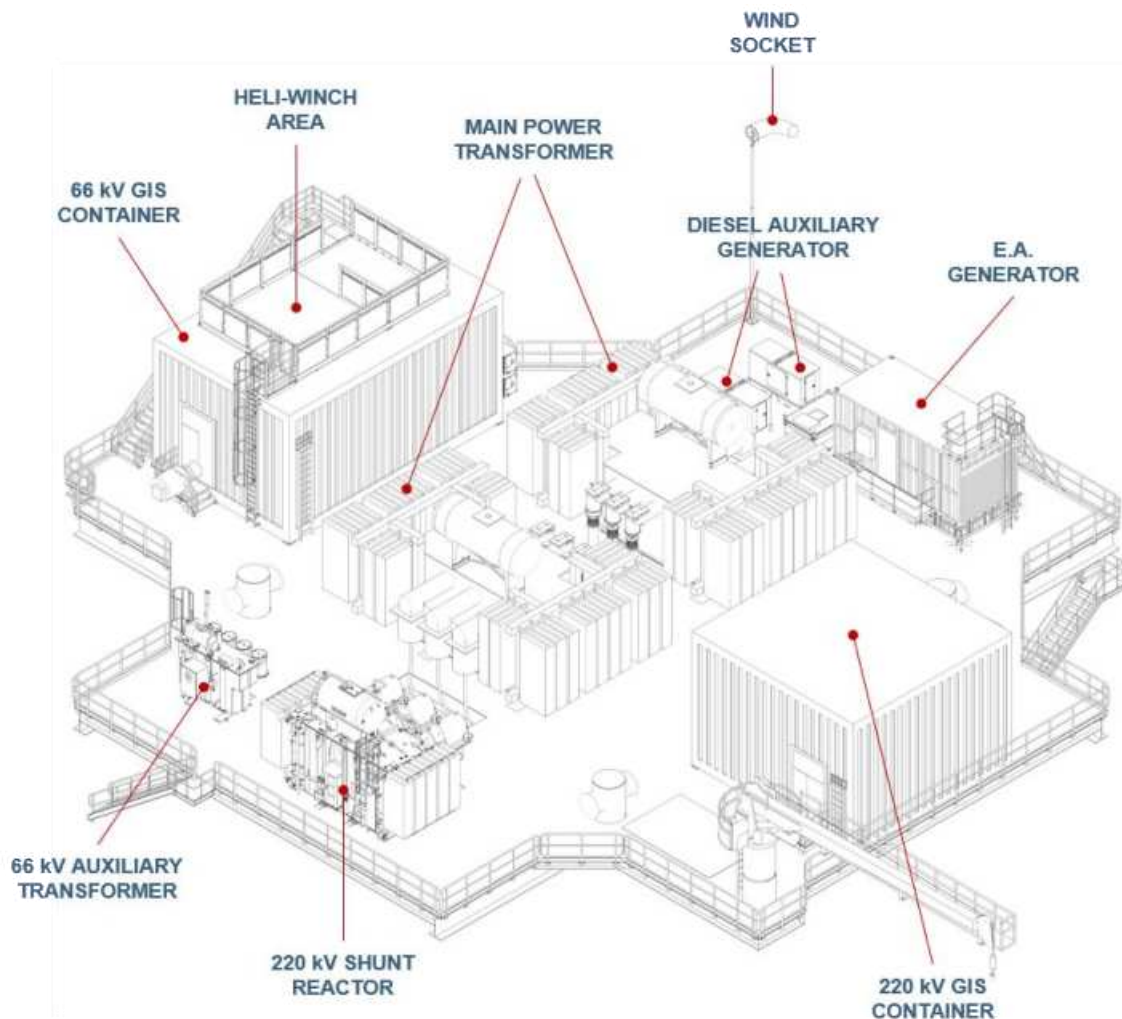 WIND
SOCKET
HELI-WINCH
AREA
MAIN POWER
TRANSFORMER
66 kV GIS
CONTAINER
DIESEL AUXILIARY
GENERATOR
E.A.
GENERATOR
66 kV AUXILIARY
TRANSFORMER
220 kV SHUNT
REACTOR
220 kV GIS
CONTAINER